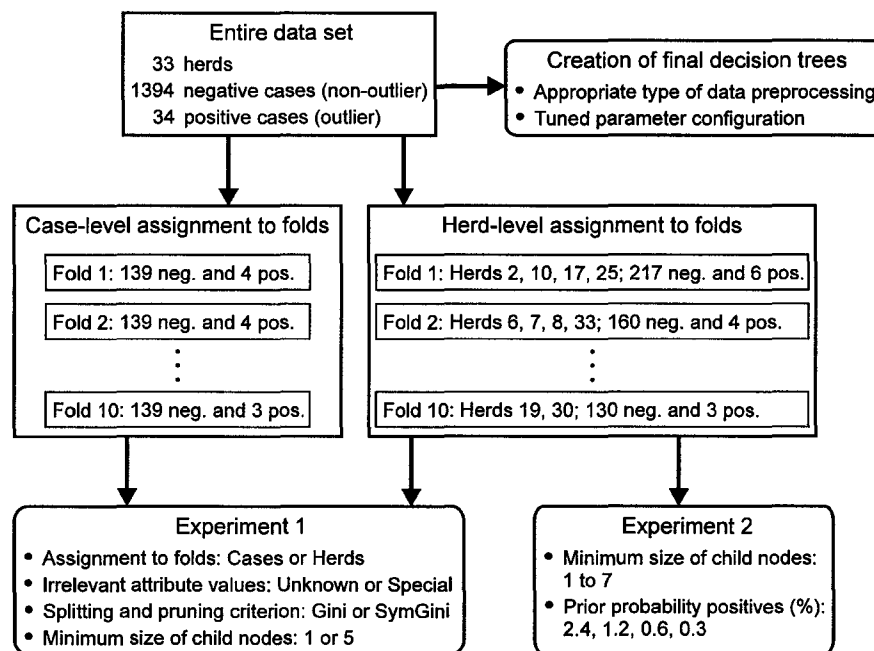 Entire data set
33 herds
1394 negative cases (non-outlier)
34 positive cases (outlier)
Creation of final decision trees
• Appropriate type of data preprocessing
• Tuned parameter configuration
Case-level assignment to folds
Fold 1: 139 neg. and 4 pos.
Fold 2: 139 neg. and 4 pos.
Fold 10: 139 neg. and 3 pos.
Herd-level assignment to folds
Fold 1: Herds 2, 10, 17, 25; 217 neg. and 6 pos.
Fold 2: Herds 6, 7, 8, 33; 160 neg. and 4 pos.
Fold 10: Herds 19, 30; 130 neg. and 3 pos.
Experiment 1
• Assignment to folds: Cases or Herds
• Irrelevant attribute values: Unknown or Special
• Splitting and pruning criterion: Gini or SymGini
• Minimum size of child nodes: 1 or 5
Experiment 2
• Minimum size of child nodes:
1 to 7
• Prior probability positives (%):
2.4, 1.2, 0.6, 0.3